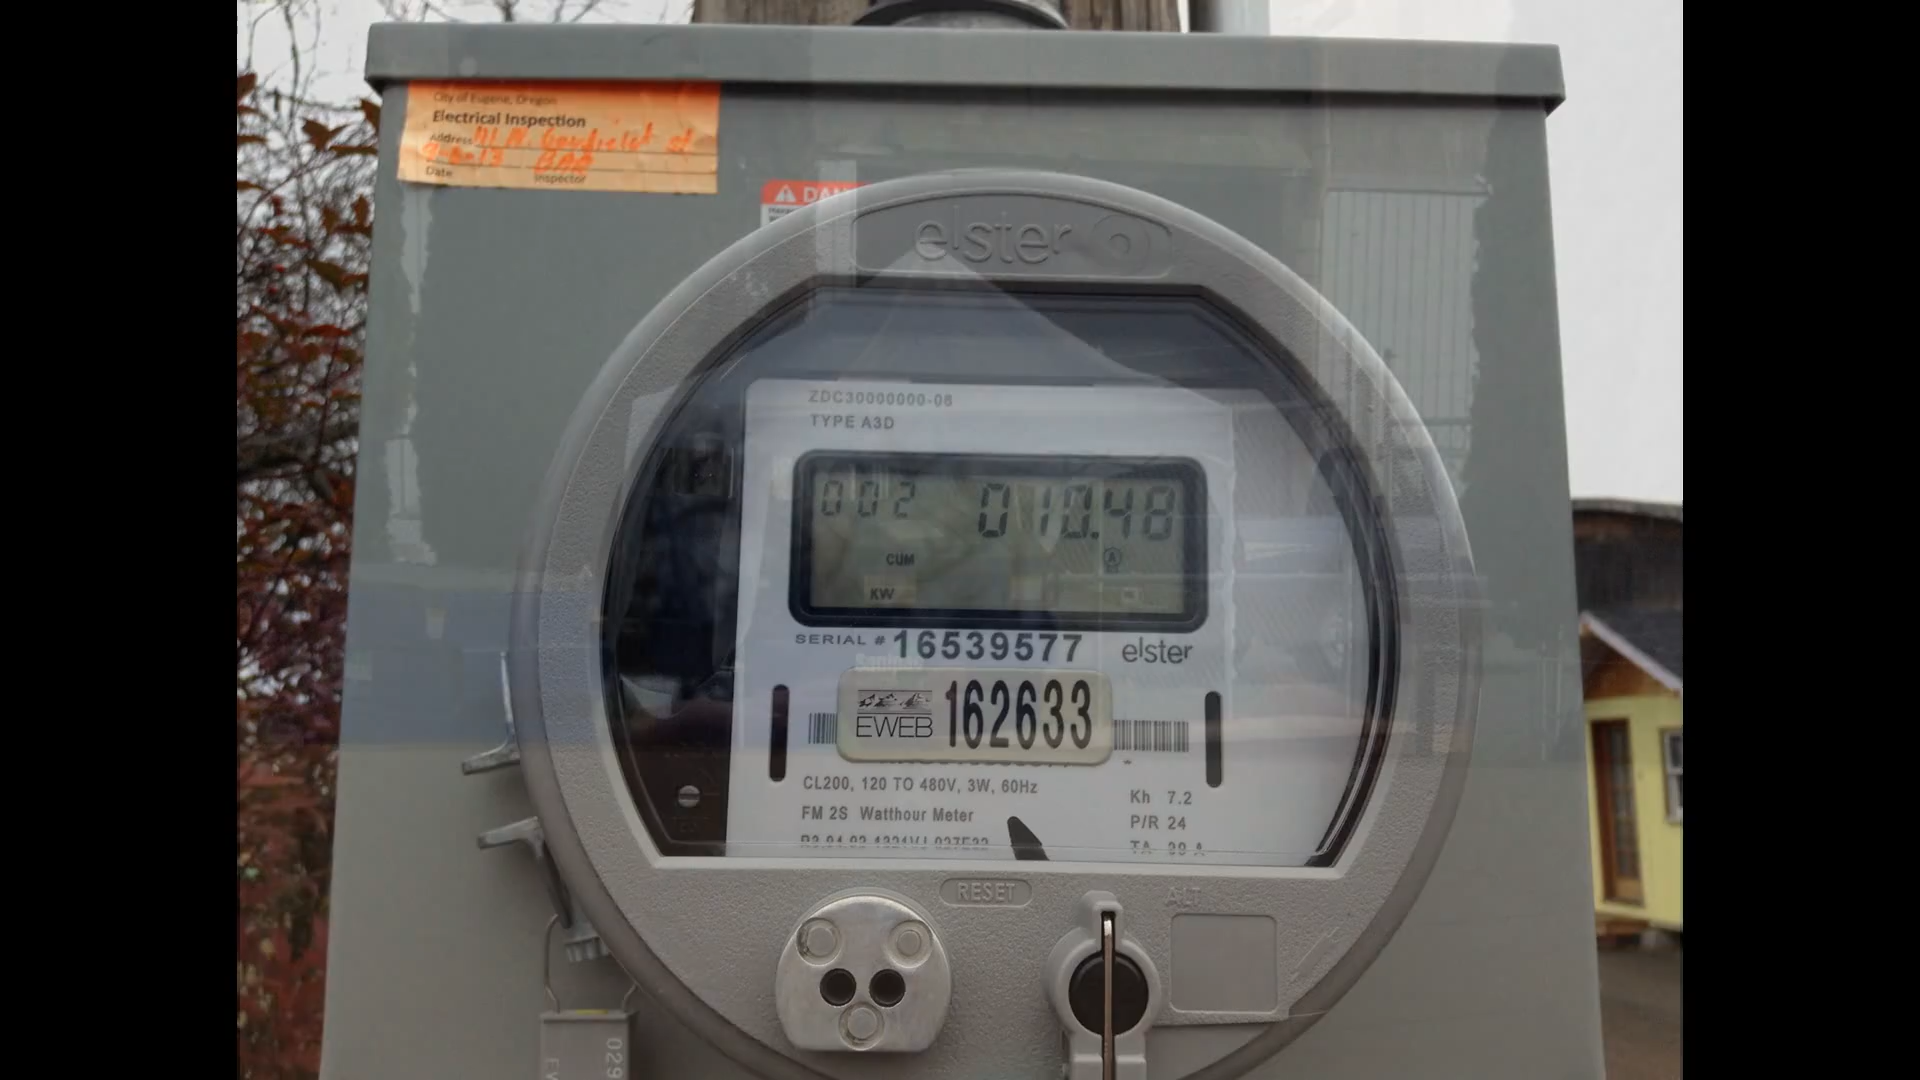 City of Eugene, Oregon
Electrical Inspection
Address
Date Inspector
elster
ZDC30000000-08
TYPE A3D
002 010.48
CUM
KW
SERIAL # 16539577 elster
EWEB 162633
CL200, 120 TO 480V, 3W, 60Hz
Kh 7.2
FM 2S Watthour Meter
P/R 24
RESET
ALT
029